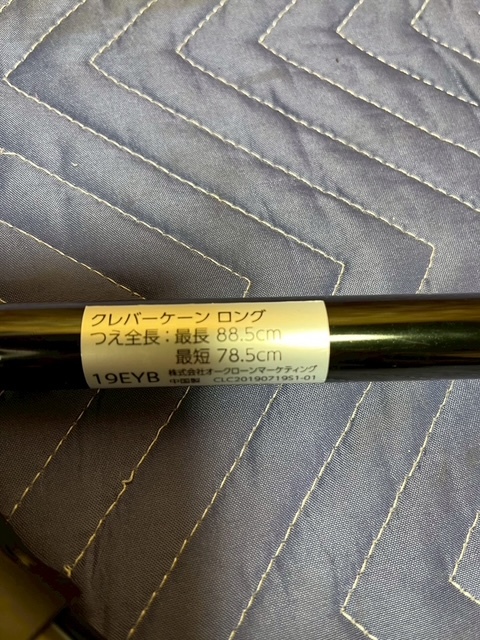 クレバーケーン ロング
つえ全長：最長 88.5cm
最短 78.5cm
19EYB 株式会社オークローンマーケティング
中国製 CLC20190719S1-01